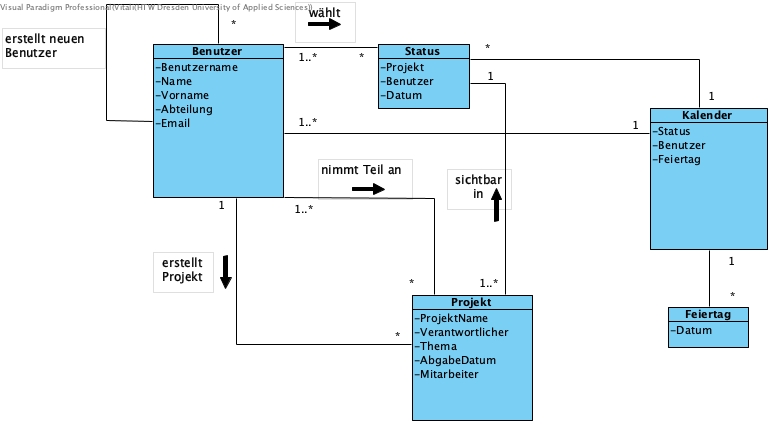 Visual Paradigm Professional(Vitali(HTW Dresden University of Applied Sciences))
wählt
*
erstellt neuen
Benutzer
Benutzer
-Benutzername
-Name
-Vorname
-Abteilung
-Email
1..*
*
Status
-Projekt
-Benutzer
-Datum
*
1
1
Kalender
-Status
-Benutzer
-Feiertag
1..*
1
nimmt Teil an
sichtbar
in
1
1..*
erstellt
Projekt
*
1..*
*
Projekt
-ProjektName
-Verantwortlicher
-Thema
-AbgabeDatum
-Mitarbeiter
1
*
Feiertag
-Datum